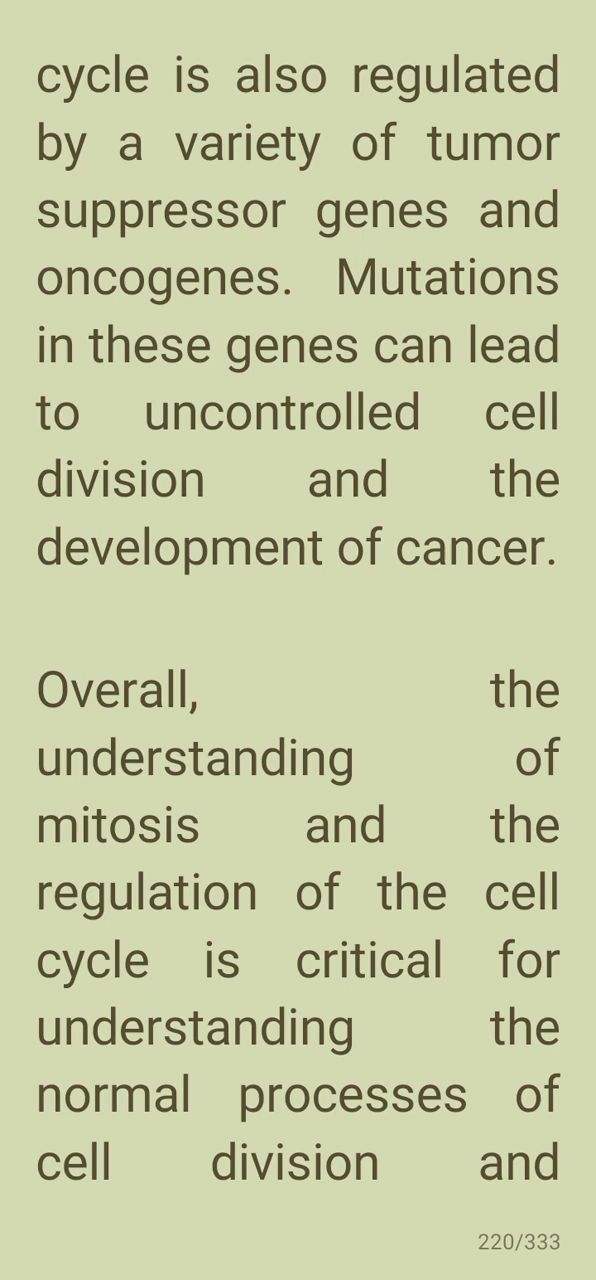 cycle is also regulated
by a variety of tumor
suppressor genes and
oncogenes. Mutations
in these genes can lead
to uncontrolled cell
division and the
development of cancer.
Overall, the
understanding of
mitosis and the
regulation of the cell
cycle is critical for
understanding the
normal processes of
cell division and
220/333